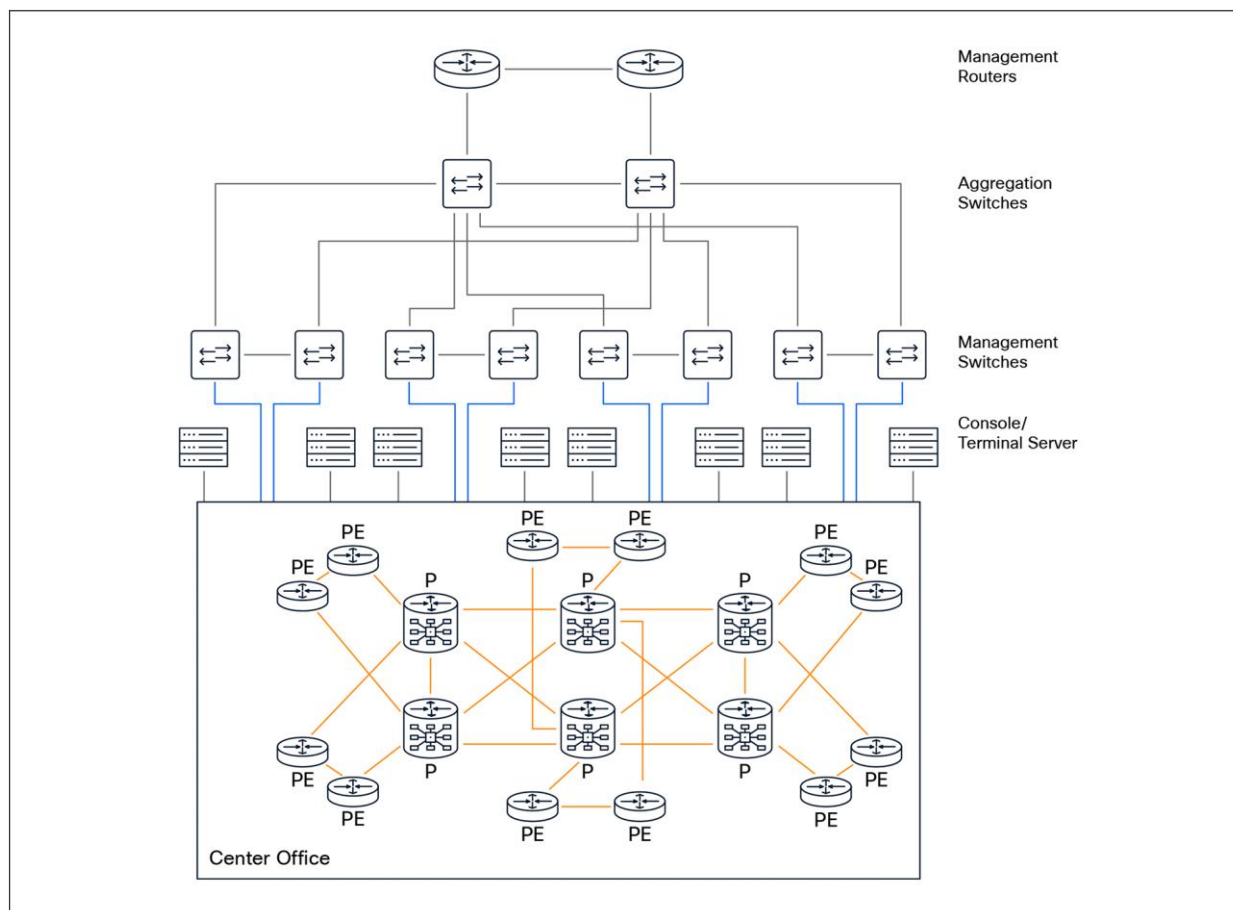 Management
Routers
Aggregation
Switches
Management
Switches
Console/
Terminal Server
PE
PE
PE
PE
PE
PE
P
P
P
P
P
P
PE
PE
PE
PE
PE
PE
Center Office